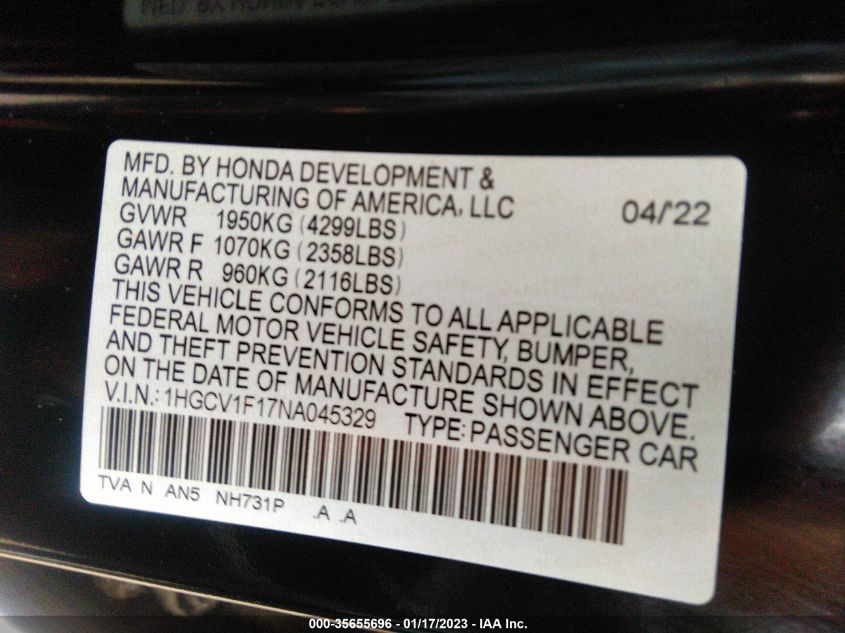 MFD. BY HONDA DEVELOPMENT &
MANUFACTURING OF AMERICA, LLC 04/'22
GVWR 1950KG (4299LBS)
GAWR F 1070KG (2358LBS)
GAWR R 960KG (2116LBS)
THIS VEHICLE CONFORMS TO ALL APPLICABLE
FEDERAL MOTOR VEHICLE SAFETY, BUMPER,
AND THEFT PREVENTION STANDARDS IN EFFECT
ON THE DATE OF MANUFACTURE SHOWN ABOVE.
V.I.N.: 1HGCV1F17NA045329 TYPE: PASSENGER CAR
TVA N AN5 NH731P .A .A
000-35655696 - 01/17/2023 - IAA Inc.